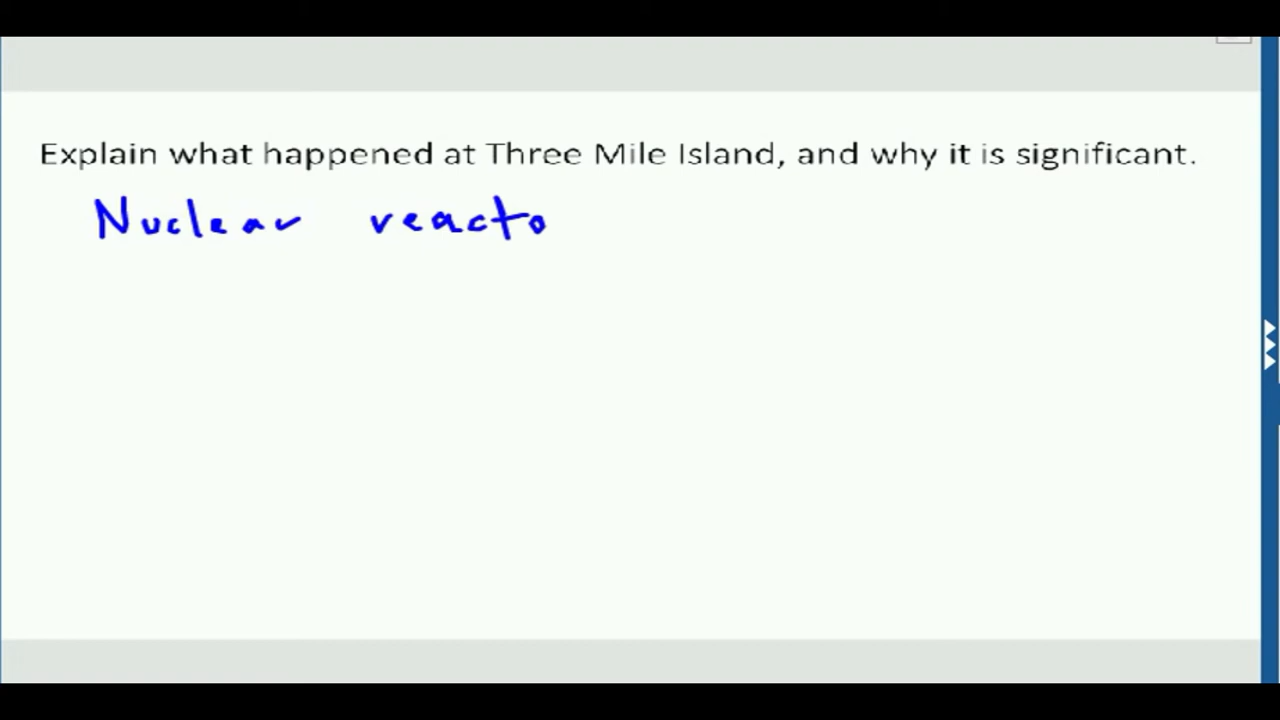 Explain what happened at Three Mile Island, and why it is significant.
Nuclear reacto